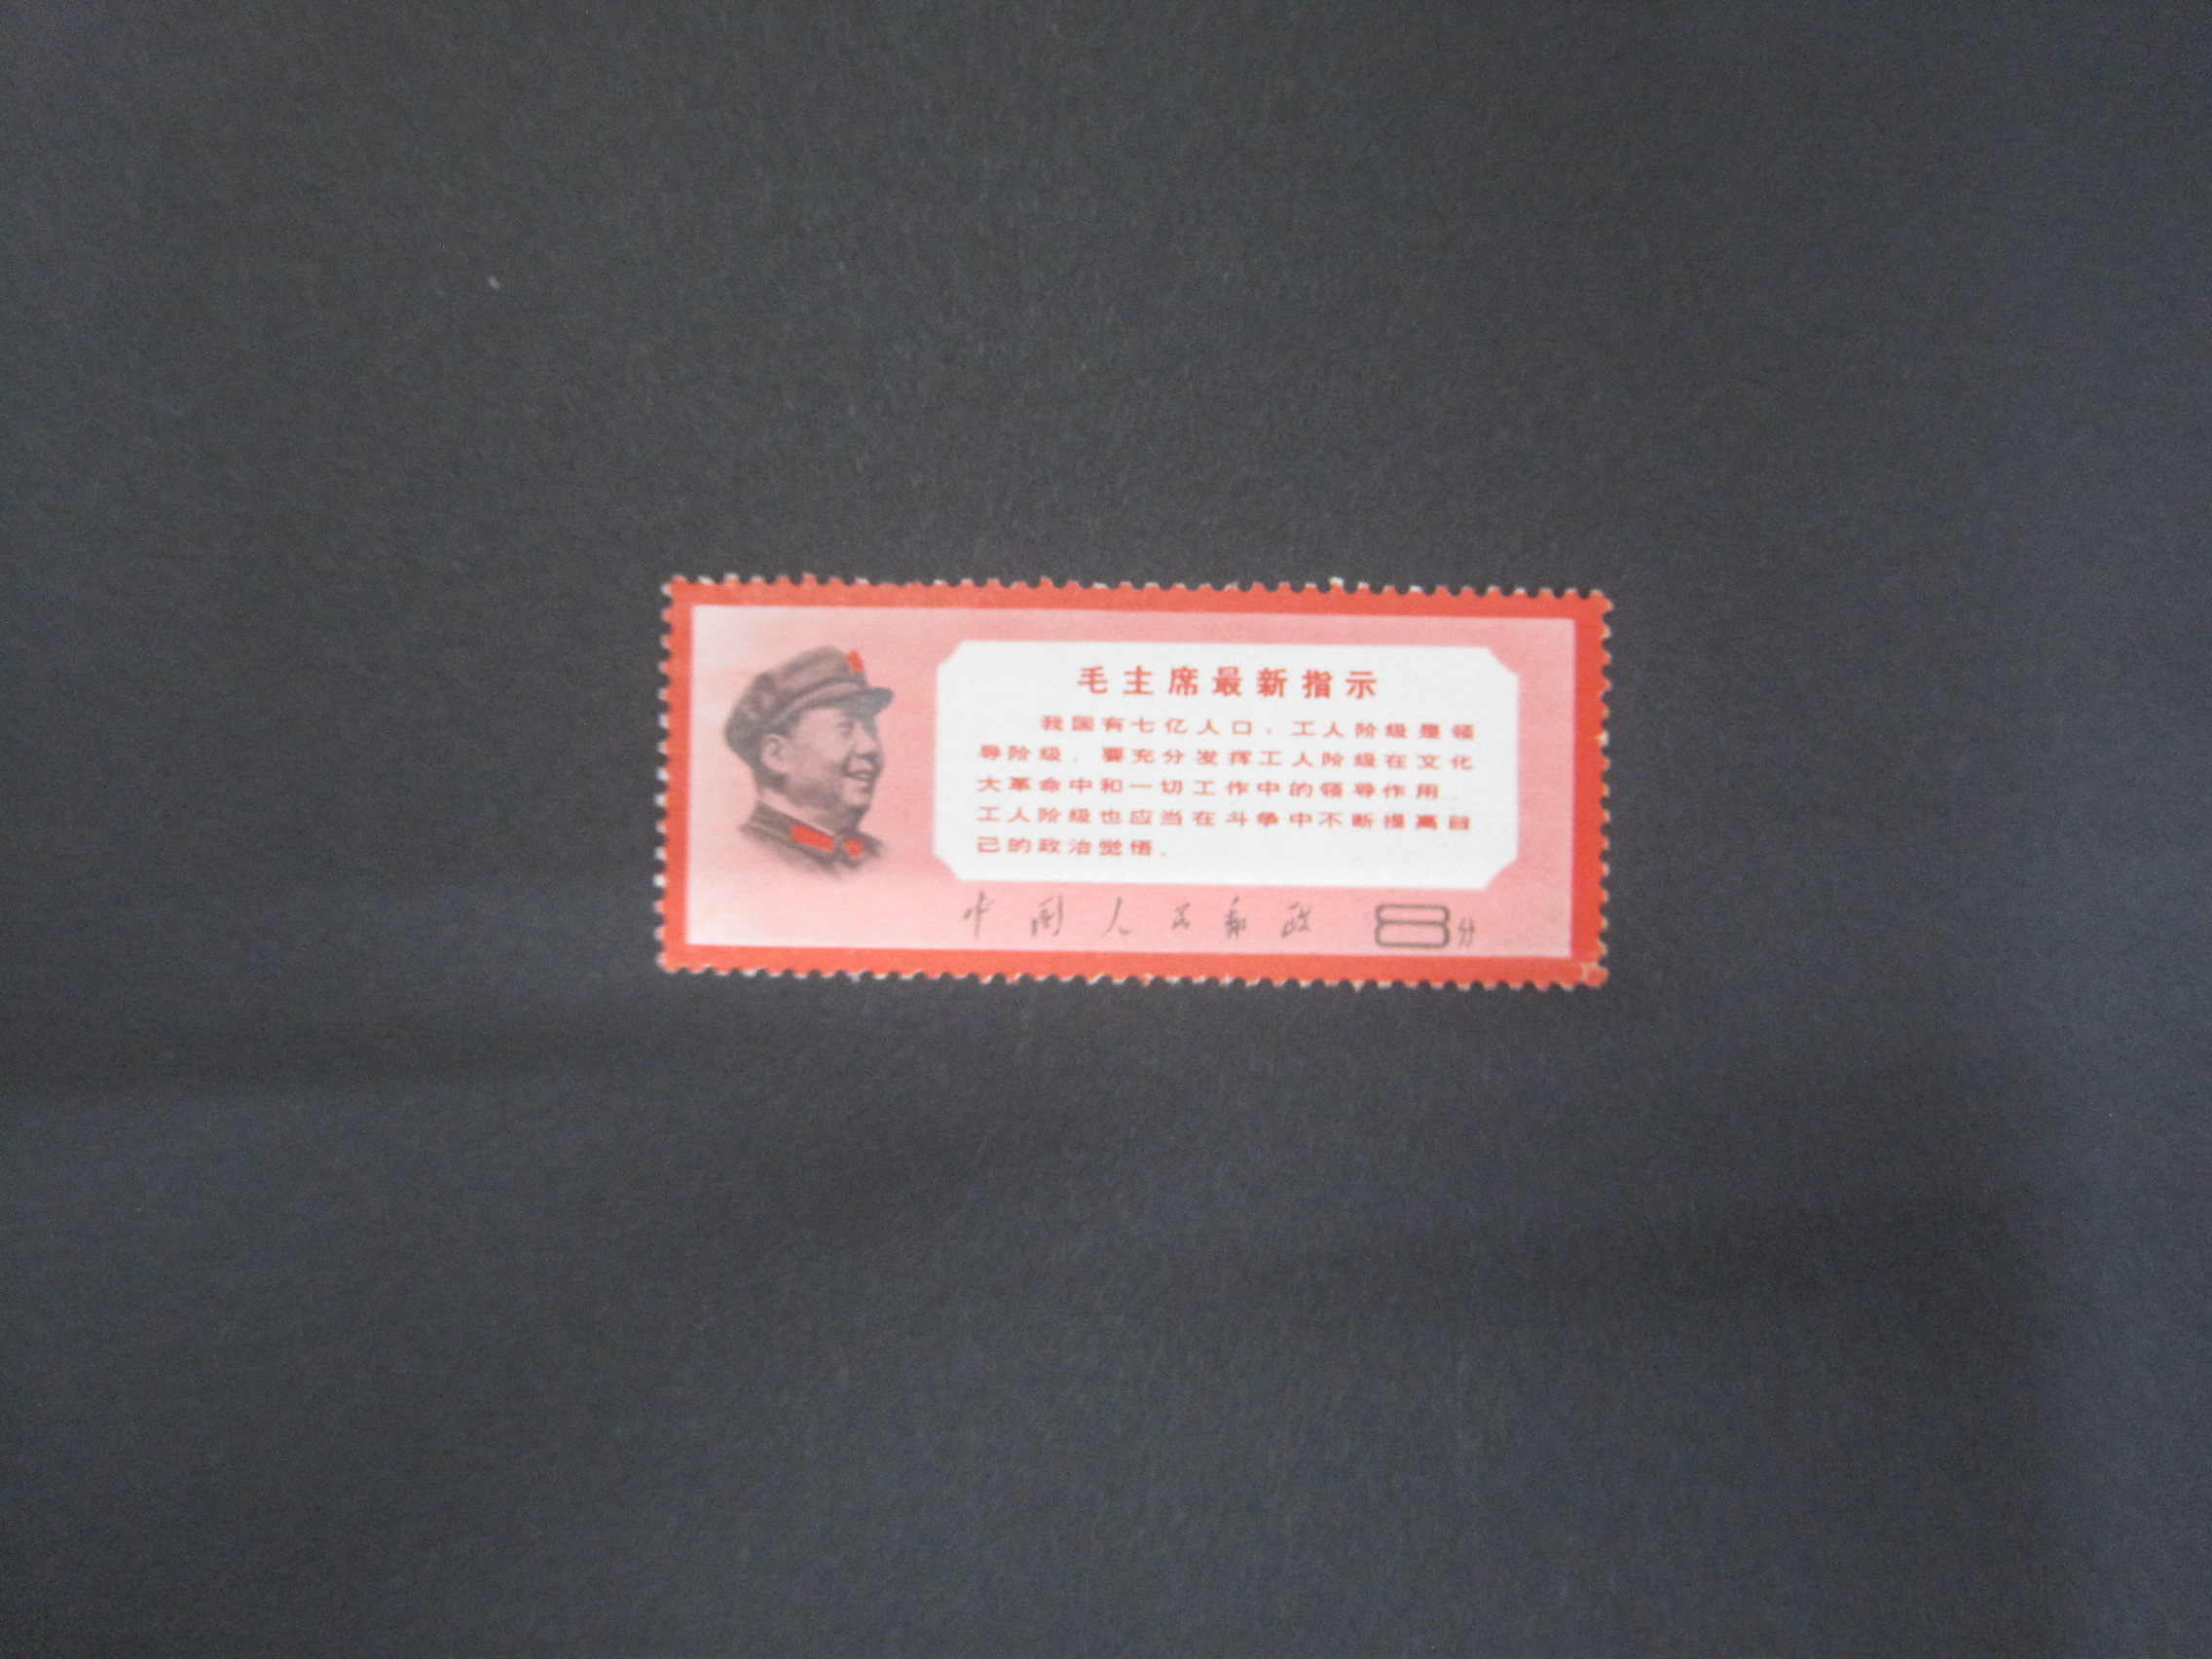 毛主席最新指示
我国有七亿人口，工人阶级是领
导阶级。要充分发挥工人阶级在文化
大革命中和一切工作中的领导作用。
工人阶级也应当在斗争中不断提高自
己的政治觉悟。
中国人民邮政 8分